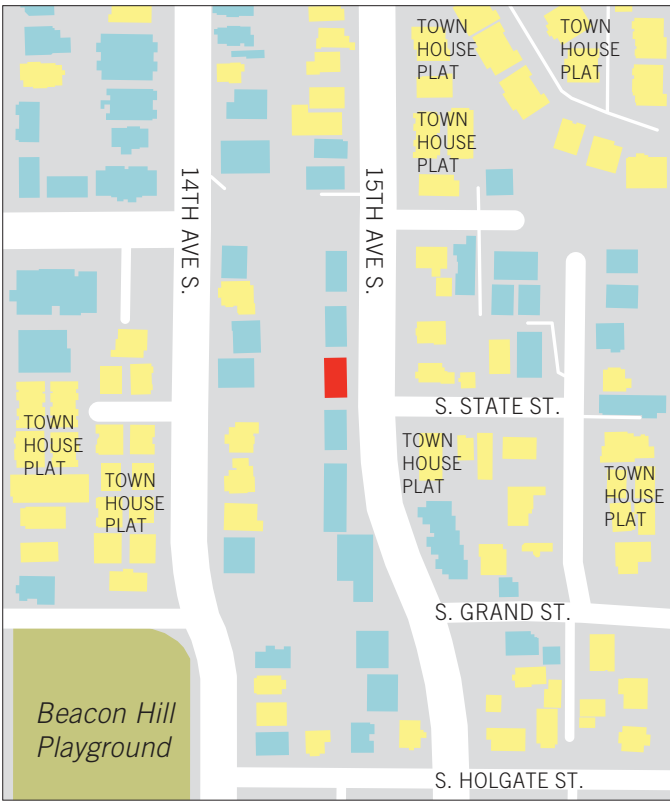 TOWN
HOUSE
PLAT
TOWN
HOUSE
PLAT
TOWN
HOUSE
PLAT
14TH AVE S.
15TH AVE S.
S. STATE ST.
TOWN
HOUSE
PLAT
TOWN
HOUSE
PLAT
TOWN
HOUSE
PLAT
TOWN
HOUSE
PLAT
S. GRAND ST.
Beacon Hill
Playground
S. HOLGATE ST.